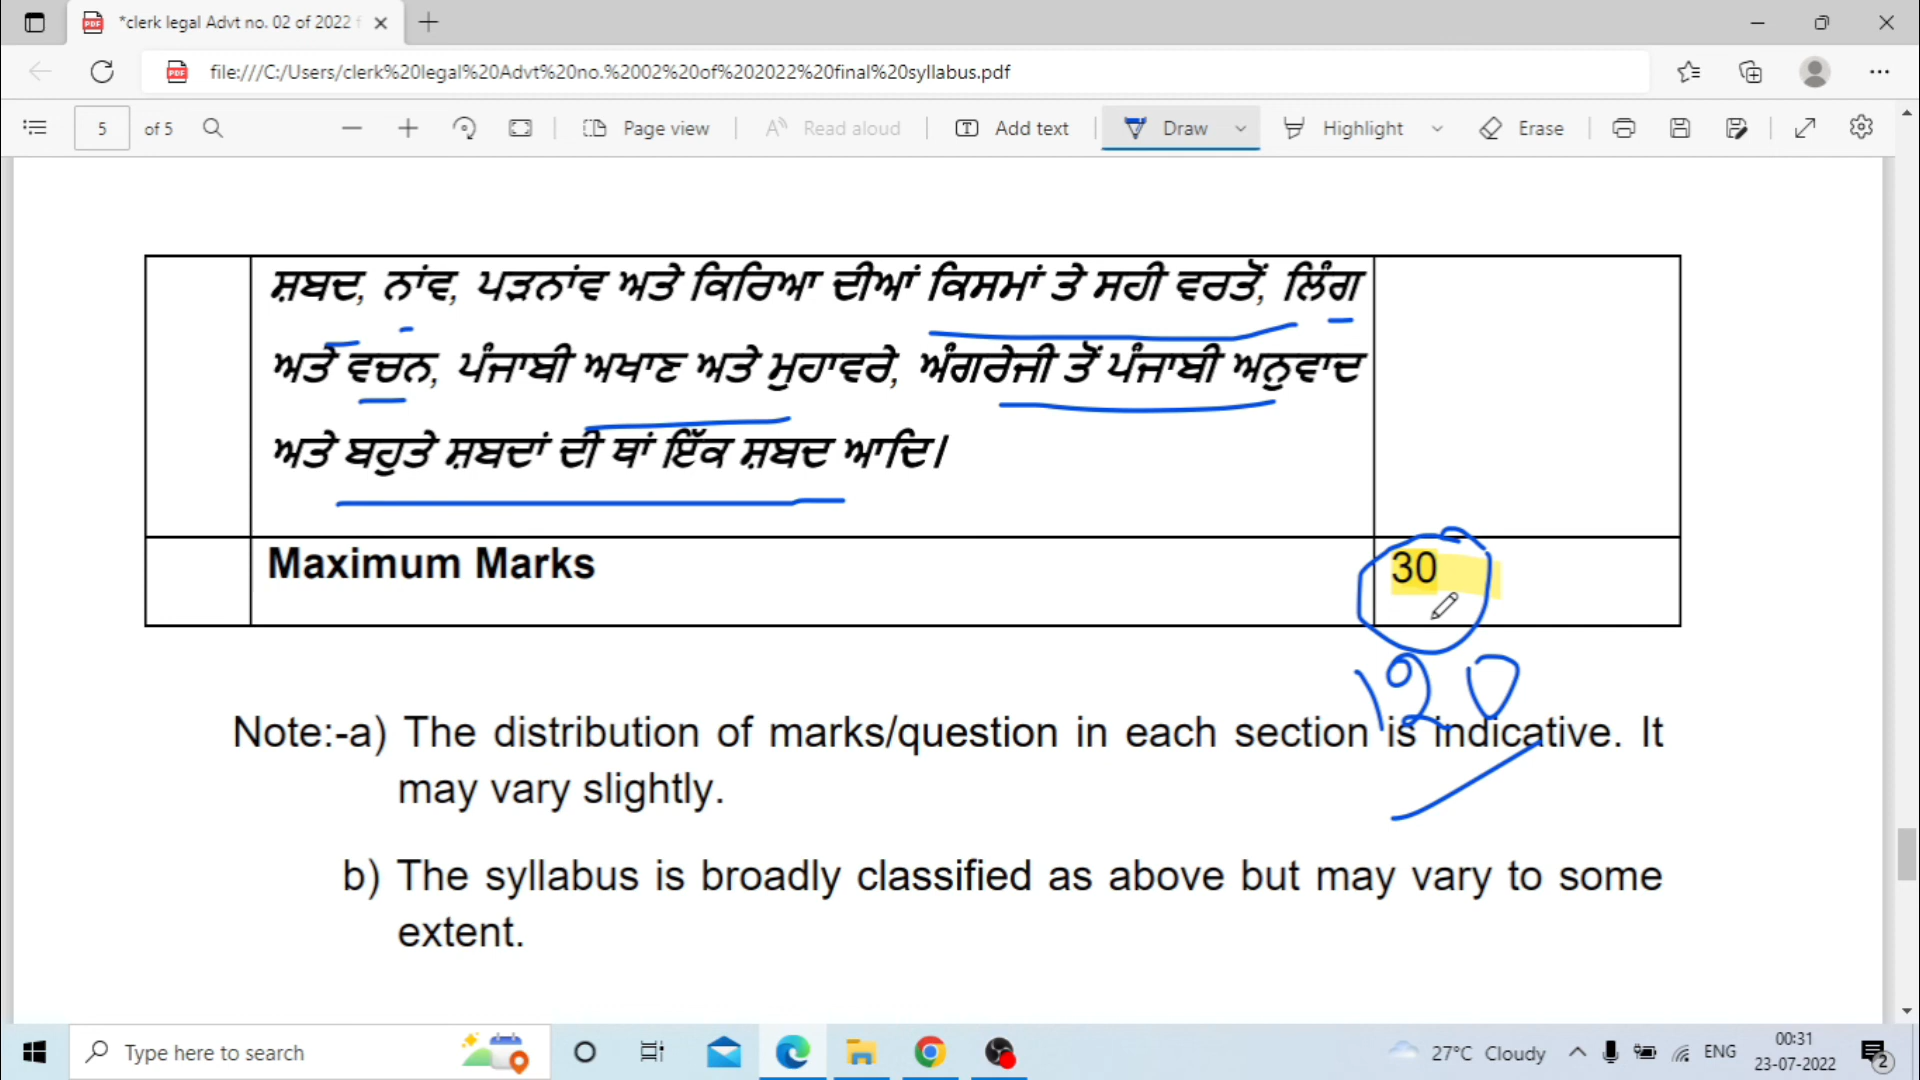 *clerk legal Advt no. 02 of 2022 f
file:///C:/Users/clerk%20legal%20Advt%20no.%2002%20of%202022%20final%20syllabus.pdf
5 of 5 Page view Read aloud Add text Draw Highlight Erase
ਸ਼ਬਦ, ਨਾਂਵ, ਪੜਨਾਂਵ ਅਤੇ ਕਿਰਿਆ ਦੀਆਂ ਕਿਸਮਾਂ ਤੇ ਸਹੀ ਵਰਤੋਂ, ਲਿੰਗ
ਅਤੇ ਵਚਨ, ਪੰਜਾਬੀ ਅਖਾਣ ਅਤੇ ਮੁਹਾਵਰੇ, ਅੰਗਰੇਜੀ ਤੋਂ ਪੰਜਾਬੀ ਅਨੁਵਾਦ
ਅਤੇ ਬਹੁਤੇ ਸ਼ਬਦਾਂ ਦੀ ਥਾਂ ਇੱਕ ਸ਼ਬਦ ਆਦਿ।
Maximum Marks 30
120
Note:-a) The distribution of marks/question in each section is indicative. It
may vary slightly.
b) The syllabus is broadly classified as above but may vary to some
extent.
Type here to search 27°C Cloudy ENG 00:31
23-07-2022 2